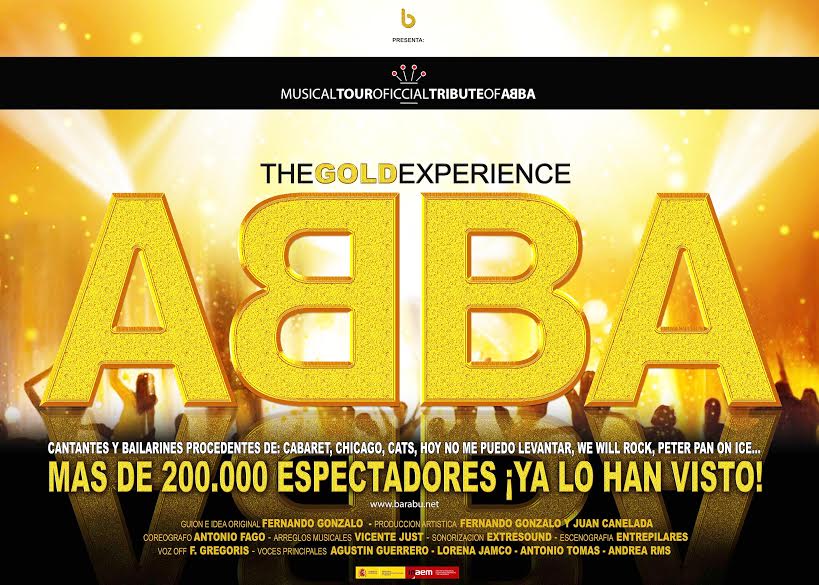 b
PRESENTA:
MUSICALTOUROFICCIALTRIBUTEOFABBA
THEGOLDEXPERIENCE
ABBA
CANTANTES Y BAILARINES PROCEDENTES DE: CABARET, CHICAGO, CATS, HOY NO ME PUEDO LEVANTAR, WE WILL ROCK, PETER PAN ON ICE...
MAS DE 200.000 ESPECTADORES ¡YA LO HAN VISTO!
www.barabu.net
GUION E IDEA ORIGINAL FERNANDO GONZALO - PRODUCCION ARTISTICA FERNANDO GONZALO Y JUAN CANELADA
COREOGRAFO ANTONIO FAGO - ARREGLOS MUSICALES VICENTE JUST - SONORIZACION EXTRESOUND - ESCENOGRAFIA ENTREPILARES
VOZ OFF F. GREGORIS - VOCES PRINCIPALES AGUSTIN GUERRERO - LORENA JAMCO - ANTONIO TOMAS - ANDREA RMS
aem